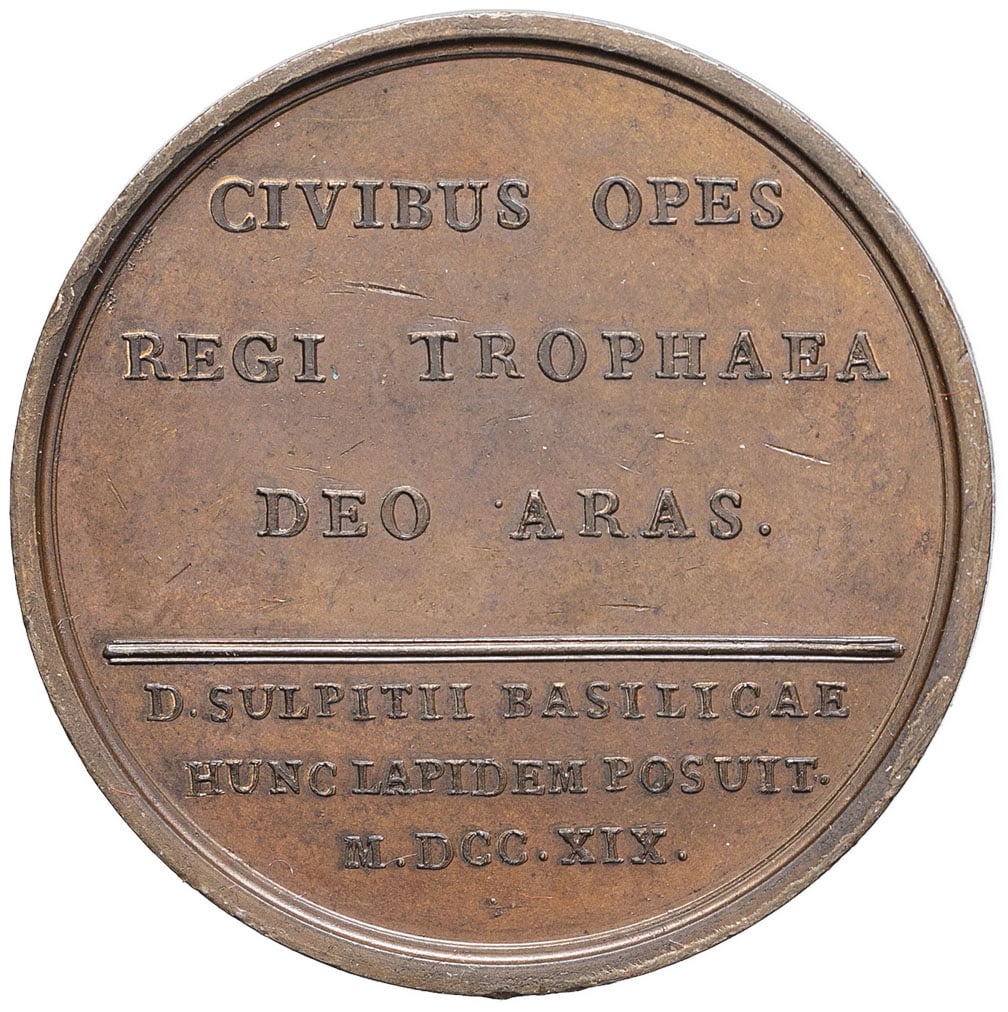 CIVIBUS OPES
REGI TROPHAEA
DEO ARAS.
D.SULPITII BASILICAE
HUNC LAPIDEM POSUIT.
M.DCC.XIX.